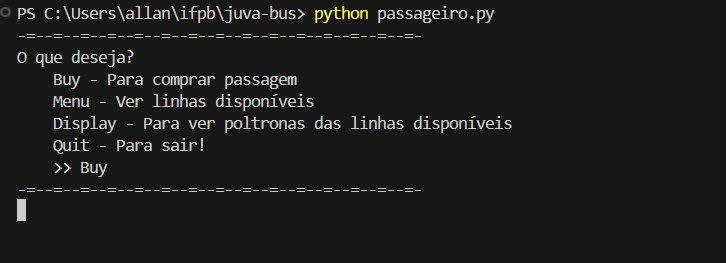 PS C:\Users\allan\ifpb\juva-bus> python passageiro.py
-=--=--=--=--=--=--=--=--=--=--=--=--=--=--=-
O que deseja?
Buy - Para comprar passagem
Menu - Ver linhas disponíveis
Display - Para ver poltronas das linhas disponíveis
Quit - Para sair!
>> Buy
-=--=--=--=--=--=--=--=--=--=--=--=--=--=--=-